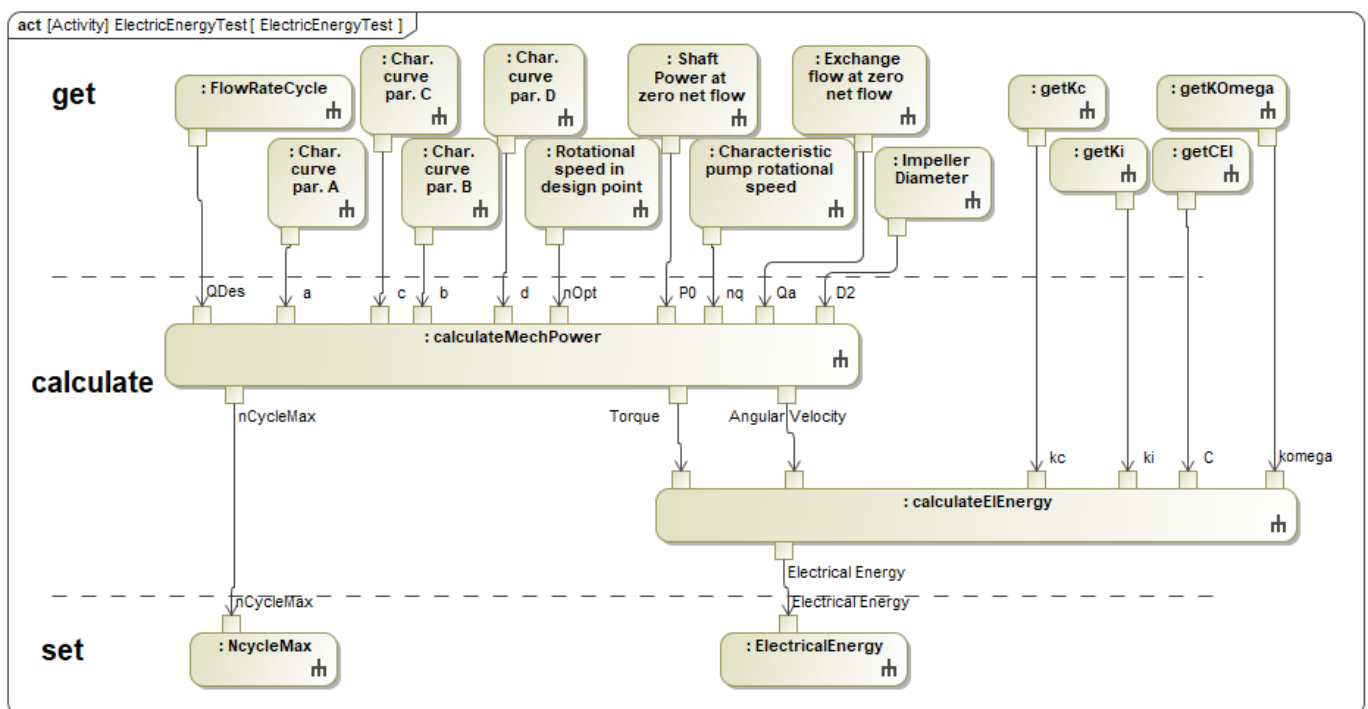 act [Activity] ElectricEnergyTest [ ElectricEnergyTest ]
get
: FlowRateCycle
: Char.
curve
par. C
: Char.
curve
par. D
: Shaft
Power at
zero net flow
: Exchange
flow at zero
net flow
: getKc
: getKOmega
: Char.
curve
par. A
: Char.
curve
par. B
: Rotational
speed in
design point
: Characteristic
pump rotational
speed
: Impeller
Diameter
: getKi
: getCEl
QDes
a
c
b
d
nOpt
P0
nq
Qa
D2
: calculateMechPower
calculate
nCycleMax
Torque
Angular Velocity
kc
ki
C
komega
: calculateElEnergy
Electrical Energy
nCycleMax
Electrical Energy
set
: NcycleMax
: ElectricalEnergy